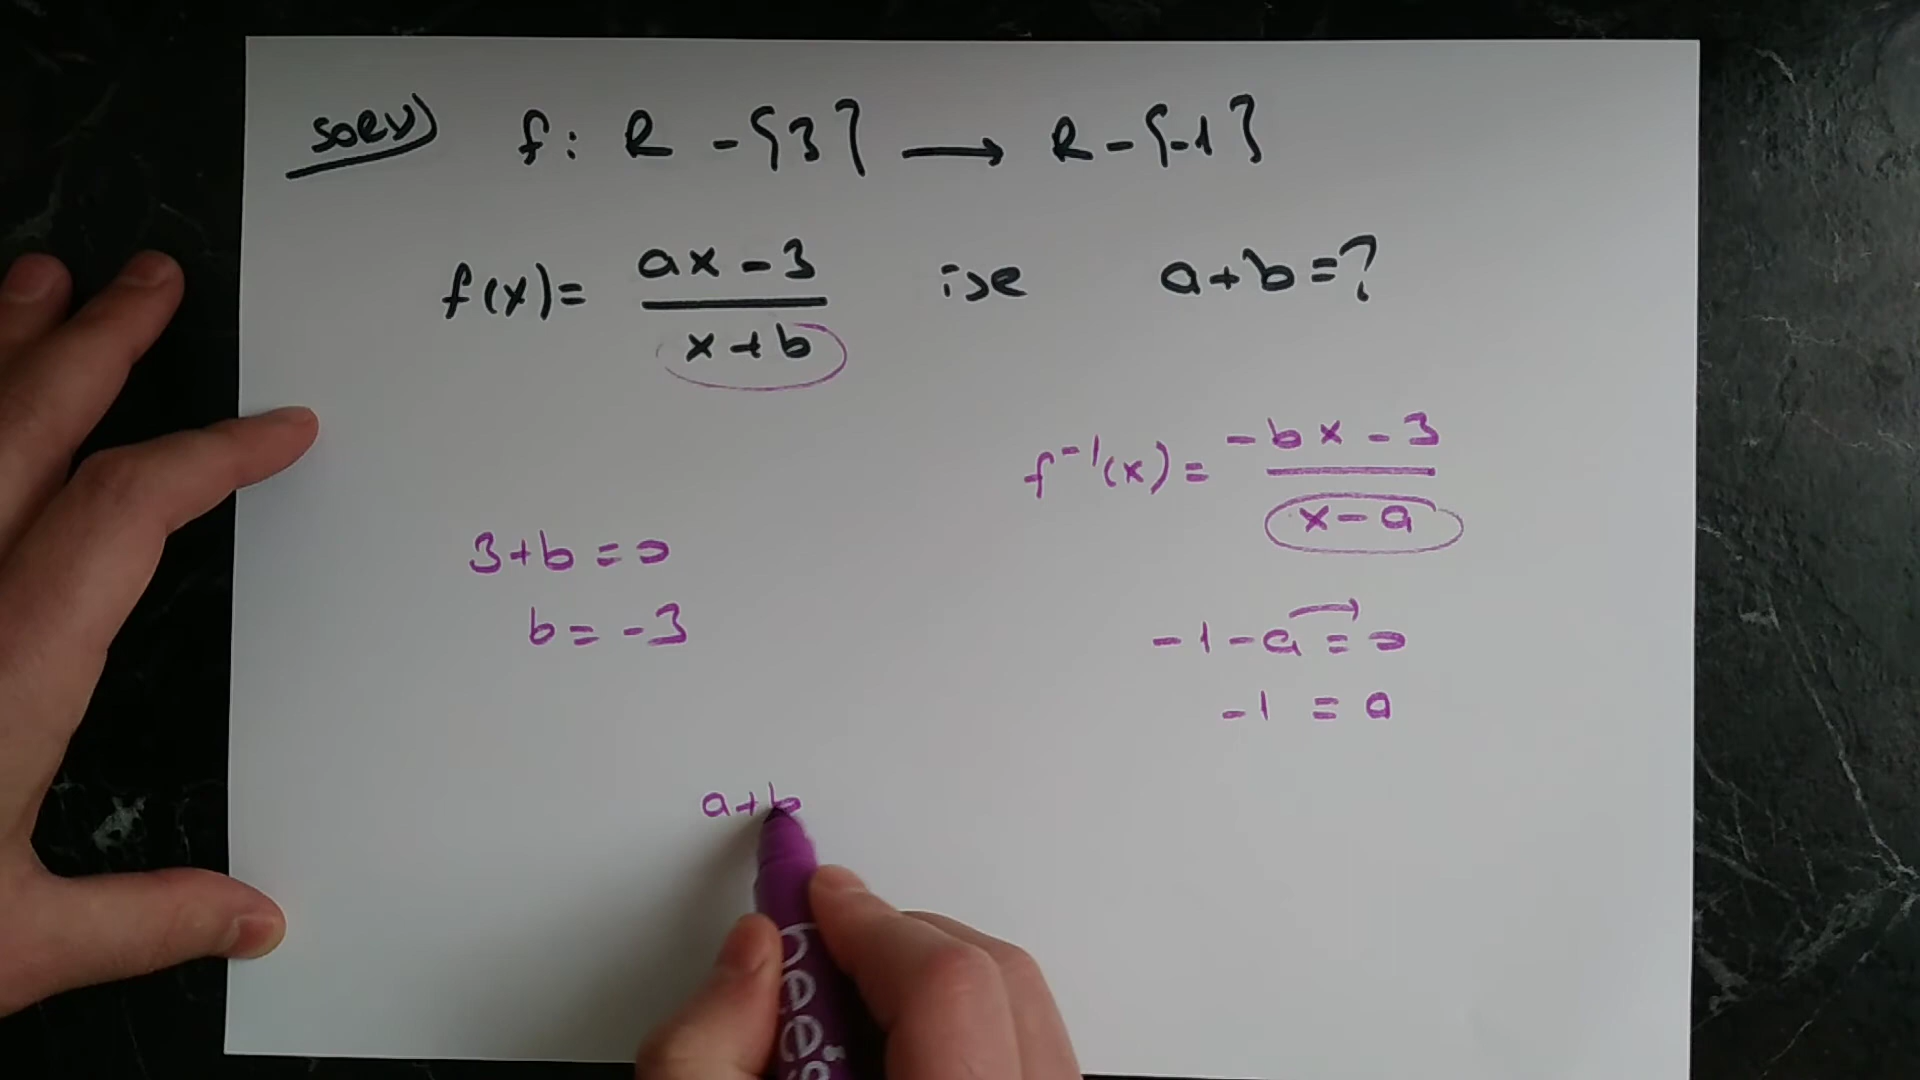 soru) f: R - {3} → R - {-1}
f(x) = ax - 3 / x + b ise a + b = ?
f⁻¹(x) = -bx - 3 / x - a
3 + b = 0
b = -3
-1 - a = 0
-1 = a
a + b